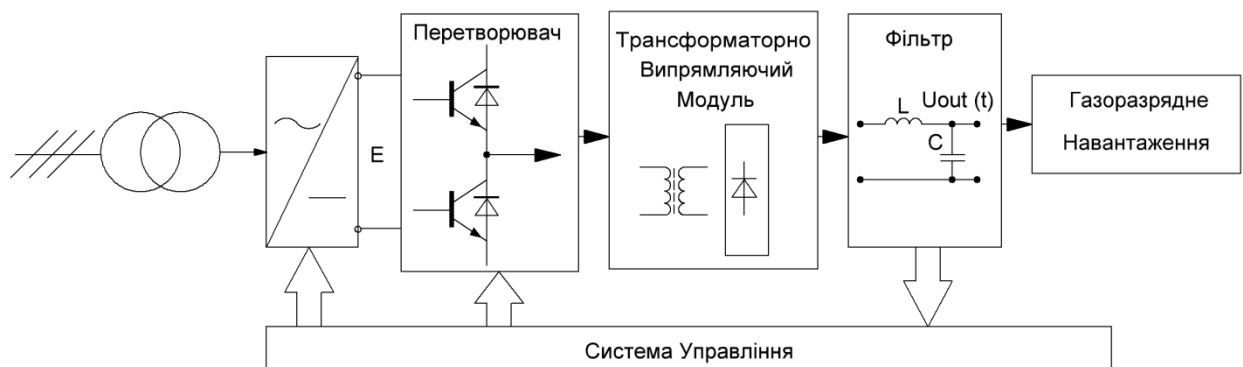 Перетворювач
E
Трансформаторно
Випрямляючий
Модуль
Фільтр
L
Uout (t)
C
Газоразрядне
Навантаження
Система Управління